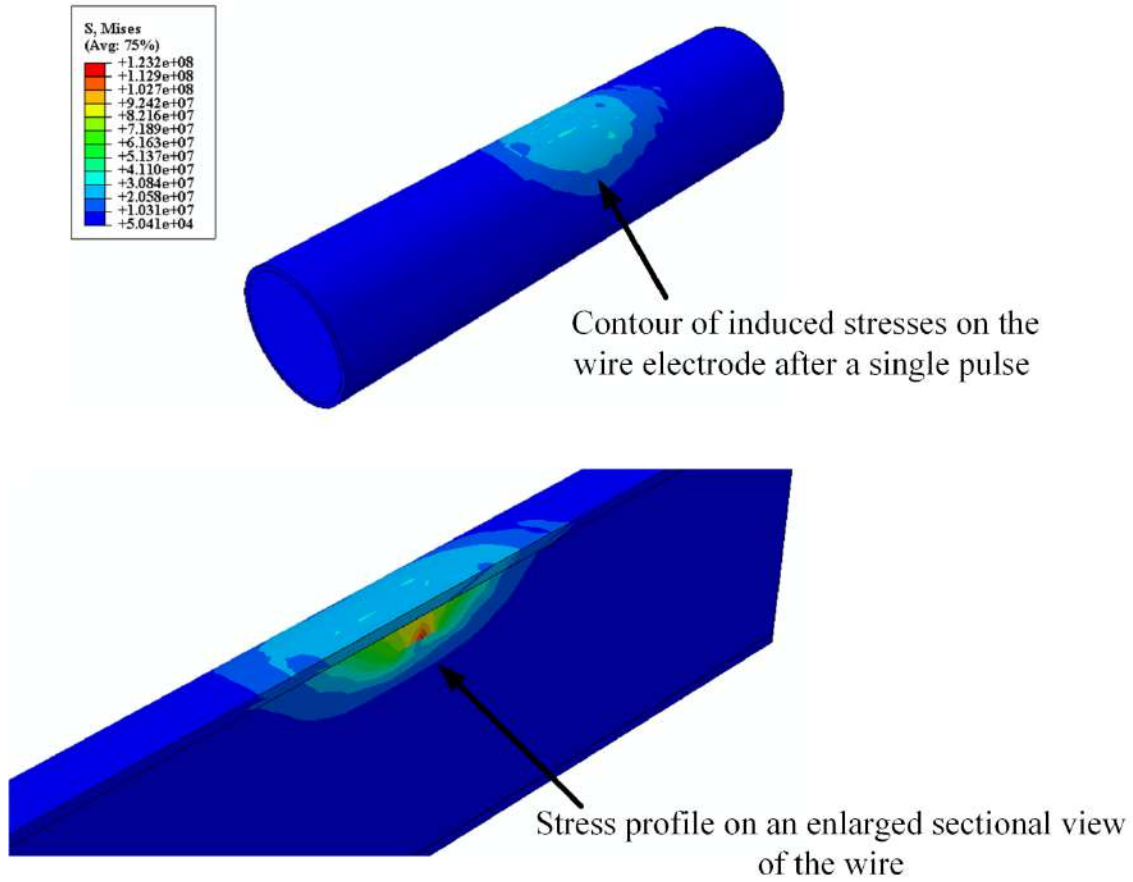 S, Mises
(Avg: 75%)
+1.232e+08
+1.129e+08
+1.027e+08
+9.242e+07
+8.216e+07
+7.189e+07
+6.163e+07
+5.137e+07
+4.110e+07
+3.084e+07
+2.058e+07
+1.031e+07
+5.041e+04
Contour of induced stresses on the
wire electrode after a single pulse
Stress profile on an enlarged sectional view
of the wire